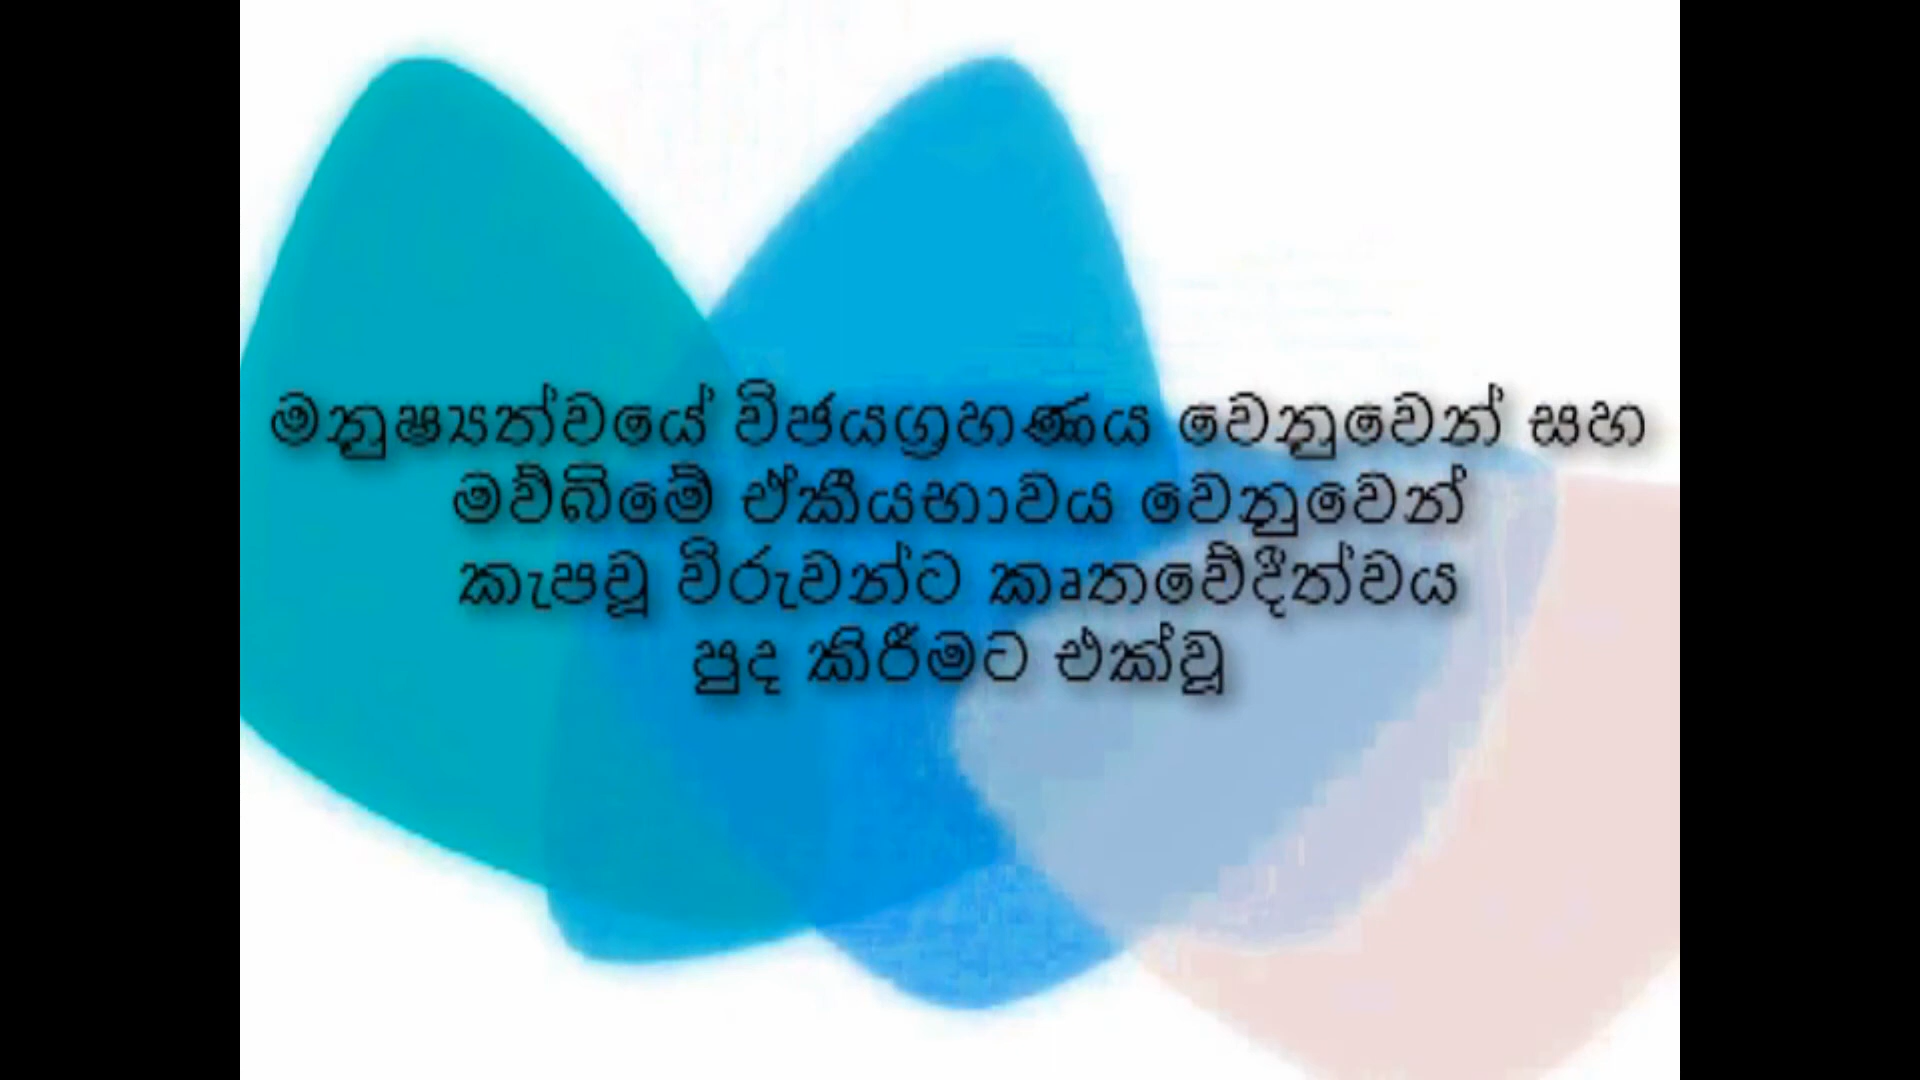 මනුෂ්‍යත්වයේ විජයග්‍රහණය වෙනුවෙන් සහ
මව්බිමේ ඒකීයභාවය වෙනුවෙන්
කැපවූ විරුවන්ට කෘතවේදීත්වය
පුද කිරීමට එක්වූ